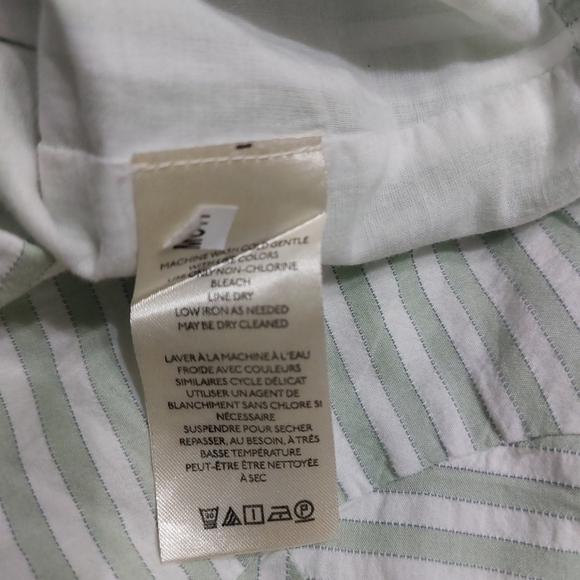 MACHINE WASH COLD GENTLE
WITH LIKE COLORS
USE ONLY NON-CHLORINE
BLEACH
LINE DRY
LOW IRON AS NEEDED
MAY BE DRY CLEANED
LAVER À LA MACHINE À L'EAU
FROIDE AVEC COULEURS
SIMILAIRES CYCLE DÉLICAT
UTILISER UN AGENT DE
BLANCHIMENT SANS CHLORE SI
NÉCESSAIRE
SUSPENDRE POUR SECHER
REPASSER, AU BESOIN, À TRÈS
BASSE TEMPÉRATURE
PEUT-ÊTRE ÊTRE NETTOYÉE
À SEC